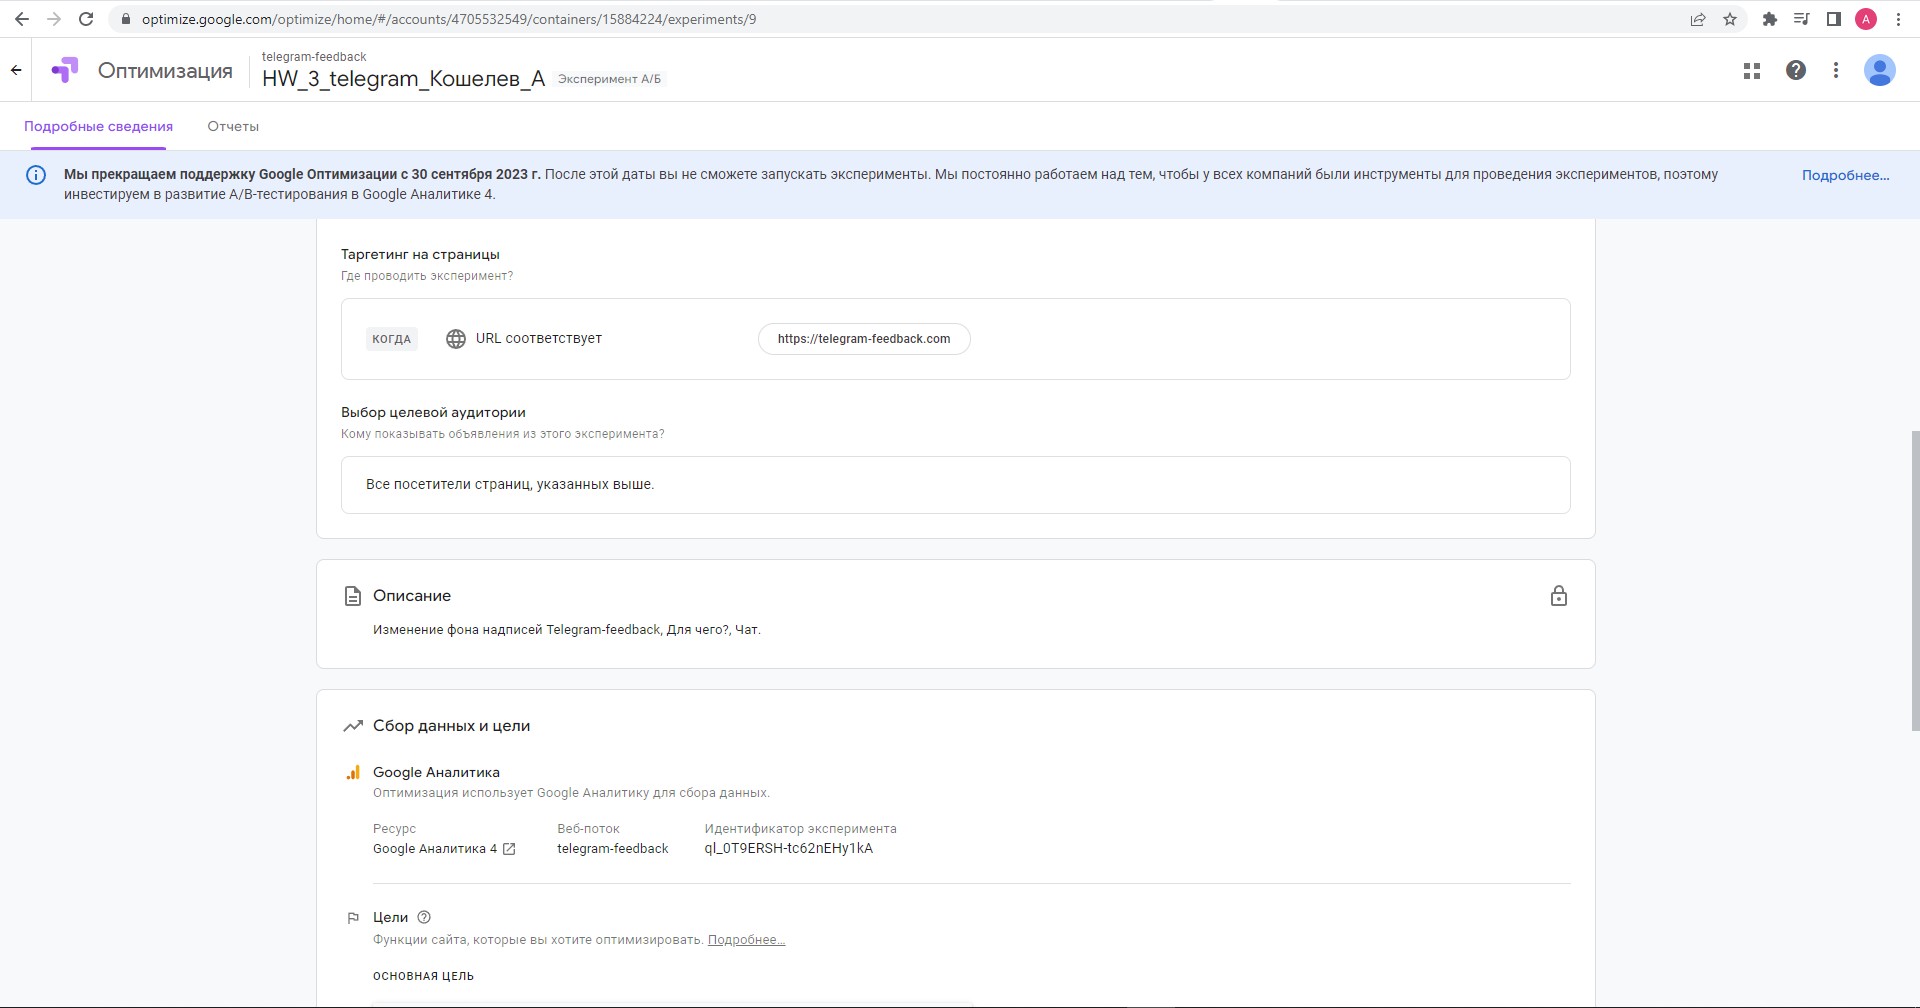 optimize.google.com/optimize/home/#/accounts/4705532549/containers/15884224/experiments/9
A
Оптимизация
telegram-feedback
HW_3_telegram_Кошелев_А Эксперимент А/Б
Подробные сведения Отчеты
Мы прекращаем поддержку Google Оптимизации с 30 сентября 2023 г. После этой даты вы не сможете запускать эксперименты. Мы постоянно работаем над тем, чтобы у всех компаний были инструменты для проведения экспериментов, поэтому
инвестируем в развитие A/B-тестирования в Google Аналитике 4.
Подробнее...
Таргетинг на страницы
Где проводить эксперимент?
КОГДА URL соответствует https://telegram-feedback.com
Выбор целевой аудитории
Кому показывать объявления из этого эксперимента?
Все посетители страниц, указанных выше.
Описание
Изменение фона надписей Telegram-feedback, Для чего?, Чат.
Сбор данных и цели
Google Аналитика
Оптимизация использует Google Аналитику для сбора данных.
Ресурс Веб-поток Идентификатор эксперимента
Google Аналитика 4 telegram-feedback ql_0T9ERSH-tc62nEHy1kA
Цели
Функции сайта, которые вы хотите оптимизировать. Подробнее...
ОСНОВНАЯ ЦЕЛЬ